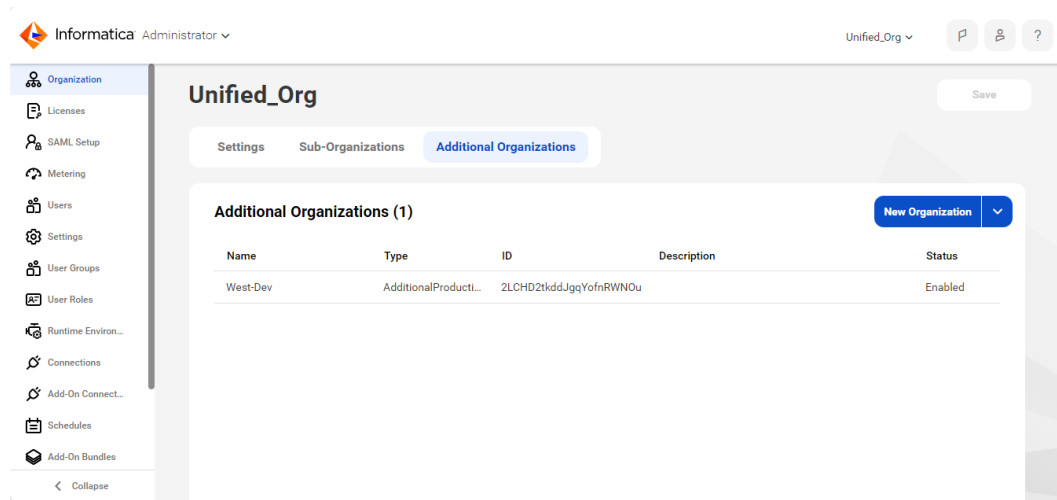 Informatica Administrator
Unified_Org
?
Organization
Licenses
SAML Setup
Metering
Users
Settings
User Groups
User Roles
Runtime Environ...
Connections
Add-On Connect...
Schedules
Add-On Bundles
Collapse
Unified_Org
Save
Settings Sub-Organizations Additional Organizations
Additional Organizations (1)
New Organization
Name Type ID Description Status
West-Dev AdditionalProducti... 2LCHD2tkddJgqYofnRWNOu Enabled